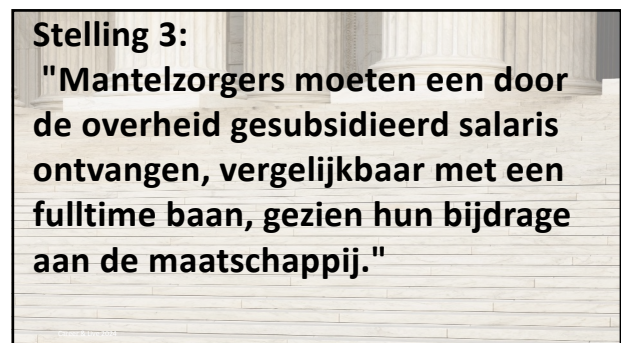 Stelling 3:
"Mantelzorgers moeten een door
de overheid gesubsidieerd salaris
ontvangen, vergelijkbaar met een
fulltime baan, gezien hun bijdrage
aan de maatschappij."